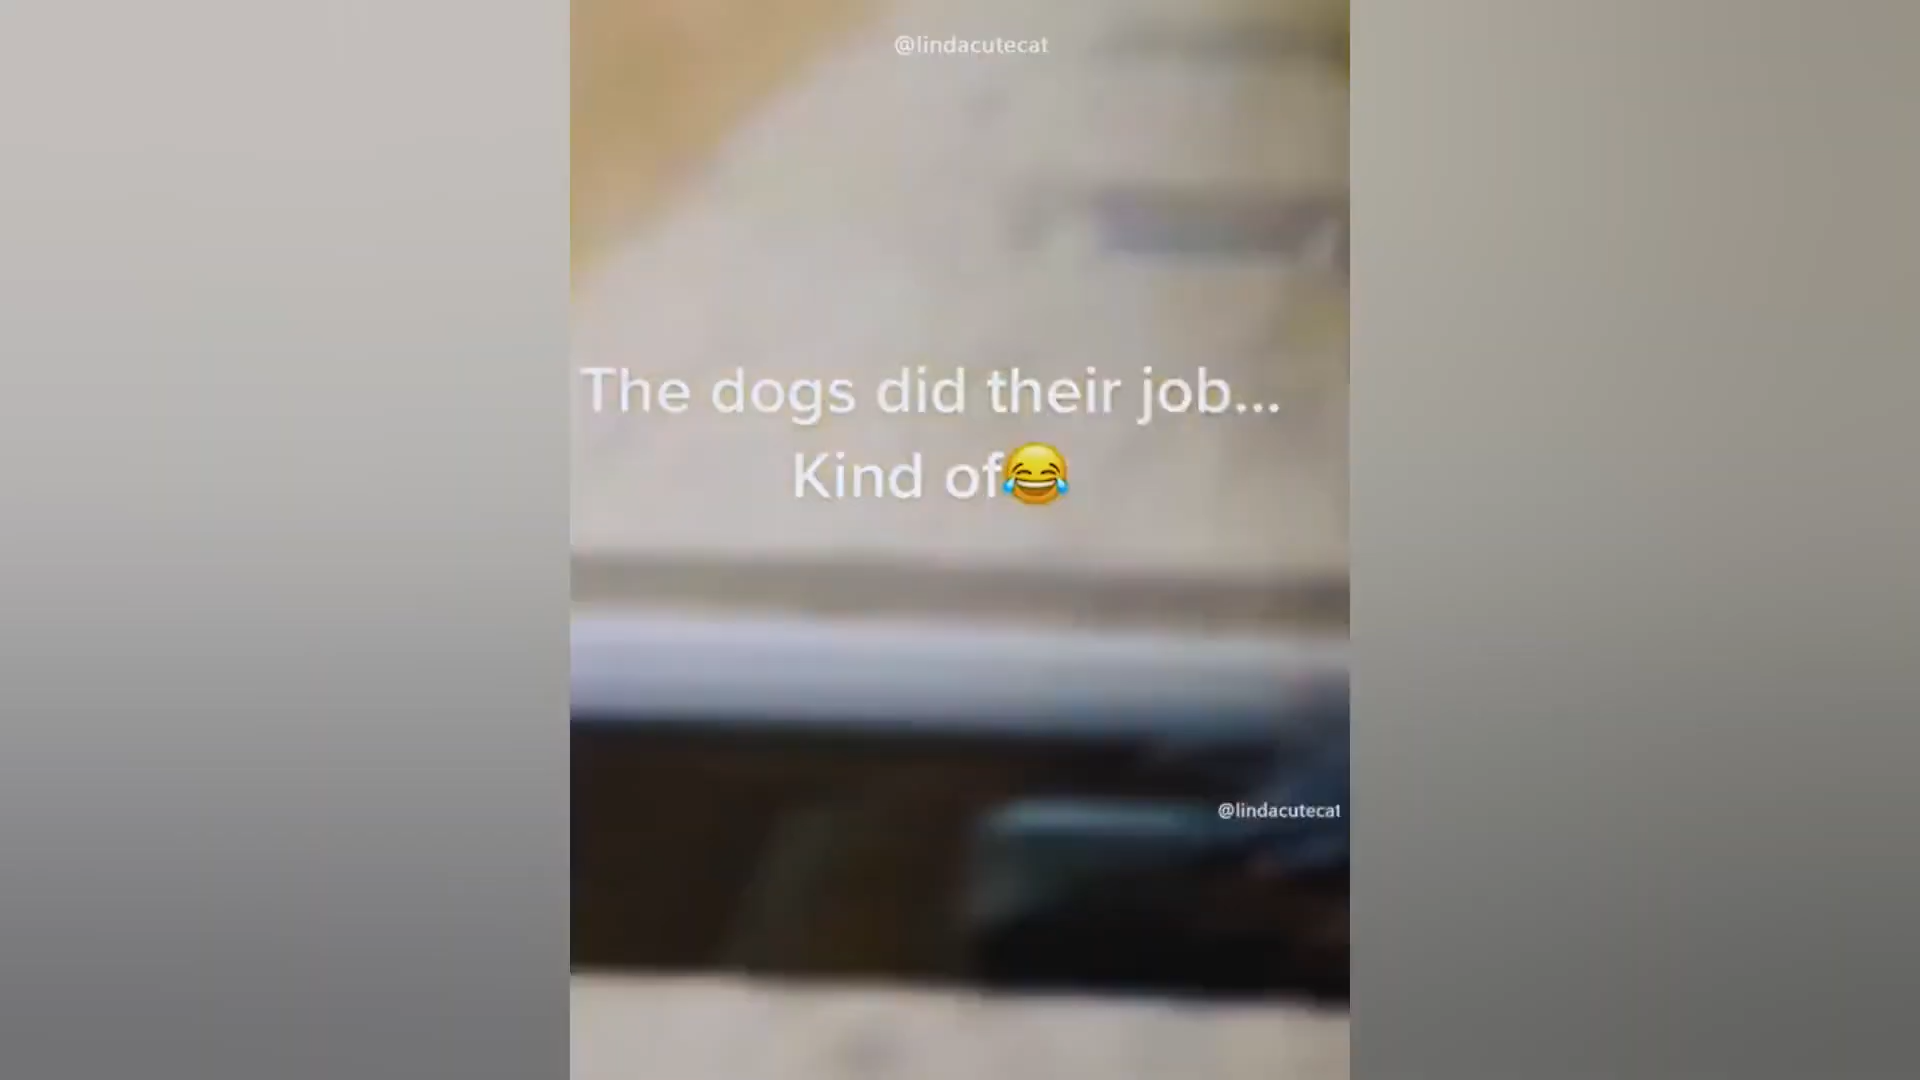 @lindacutecat
The dogs did their job...
Kind of😂
@lindacutecat